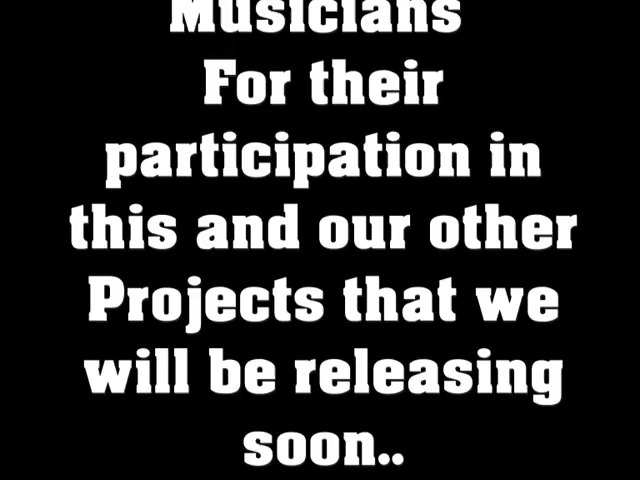 Musicians
For their
participation in
this and our other
Projects that we
will be releasing
soon..